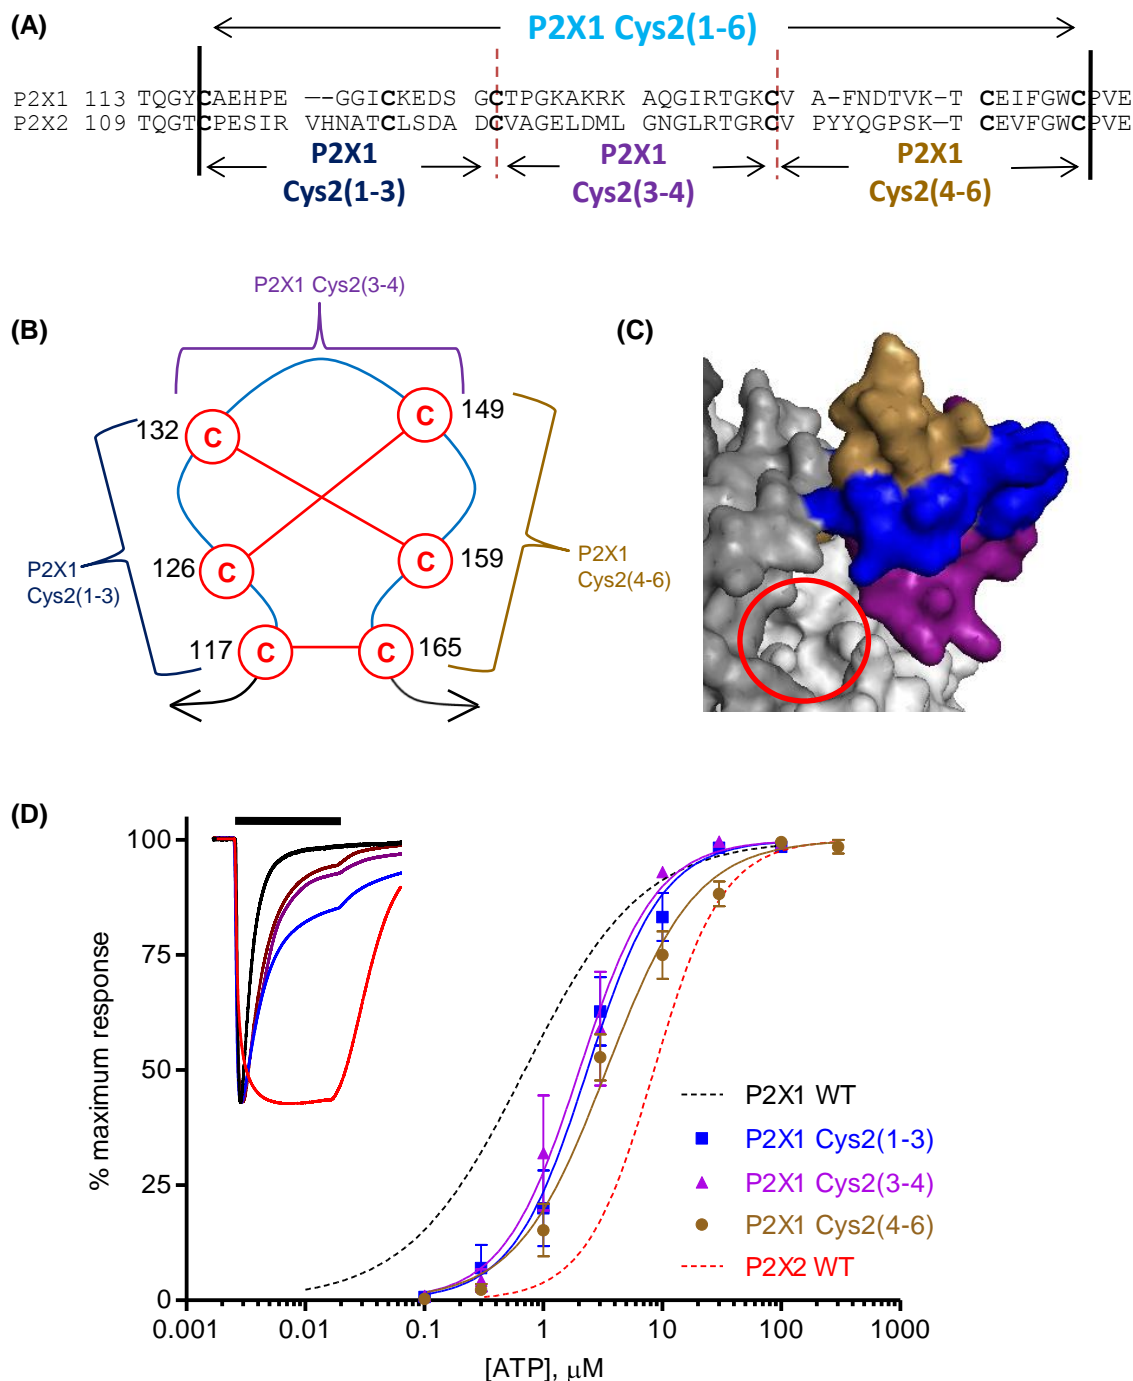 (A)
P2X1 Cys2(1-6)
P2X1 113 TQGYCAEHPE --GGICKEDS GCTPGKAKRK AQGIRTGKCV A-FNDTVK-T CEIFGWCPVE
P2X2 109 TQGTCPESIR VHNATCLSDA DCVAGELDML GNGLRTGRCV PYYQGPSK-T CEVFGWCPVE
P2X1 P2X1 P2X1
Cys2(1-3) Cys2(3-4) Cys2(4-6)
P2X1 Cys2(3-4)
(B)
(C)
132 C C 149
P2X1
Cys2(1-3)
126 C C 159
P2X1
Cys2(4-6)
117 C C 165
(D)
% maximum response
100
75
50
25
0
P2X1 WT
P2X1 Cys2(1-3)
P2X1 Cys2(3-4)
P2X1 Cys2(4-6)
P2X2 WT
0.001 0.01 0.1 1 10 100 1000
[ATP], μM